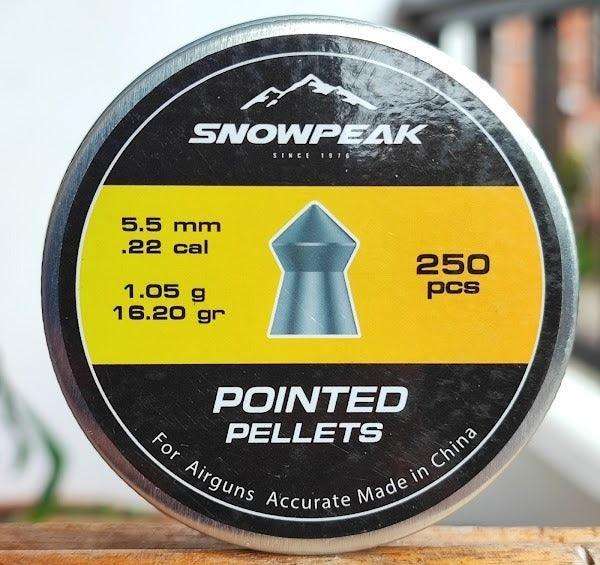 SNOWPEAK
SINCE 1976
5.5 mm
.22 cal
1.05 g
16.20 gr
250
pcs
POINTED
PELLETS
For Airguns Accurate Made in China